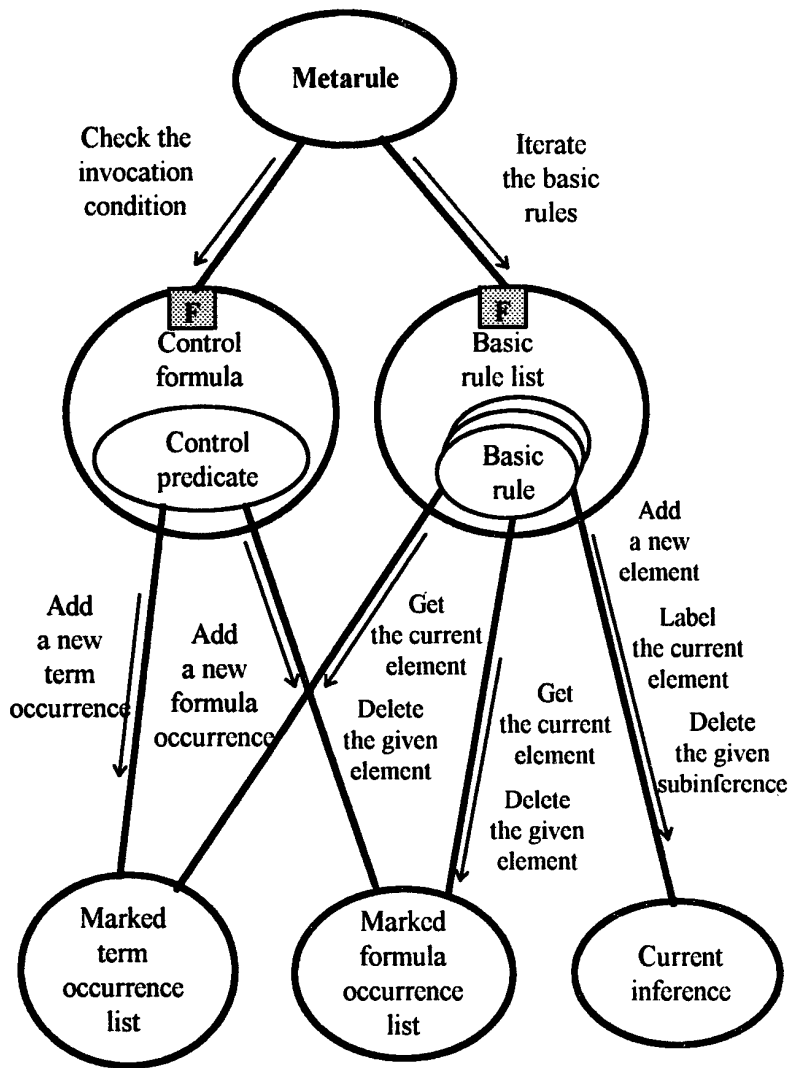 Metarule
Check the
invocation
condition
Iterate
the basic
rules
F
Control
formula
Control
predicate
F
Basic
rule list
Basic
rule
Add
a new
term
occurrence
Add
a new
formula
occurrence
Get
the current
element
Delete
the given
element
Get
the current
element
Delete
the given
element
Add
a new
element
Label
the current
element
Delete
the given
subinference
Marked
term
occurrence
list
Marked
formula
occurrence
list
Current
inference